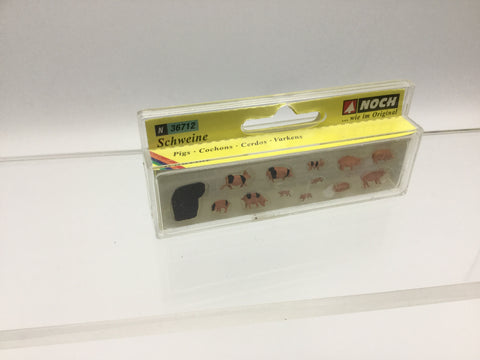 N 36712
Schweine
Pigs · Cochons · Cerdos · Varkens
NOCH
...wie im Original